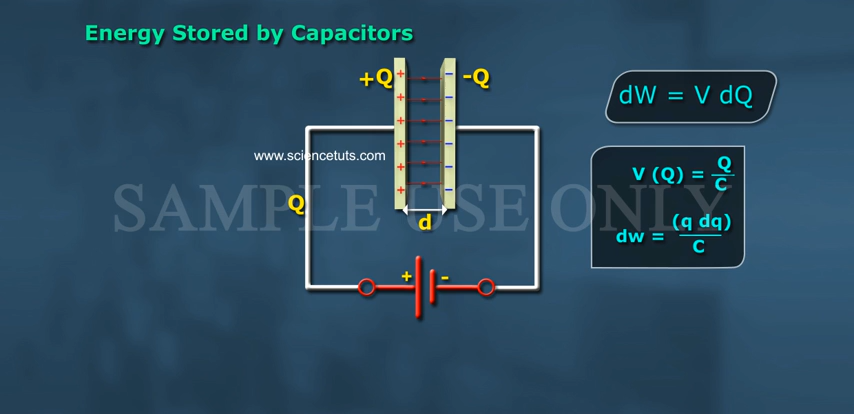 Energy Stored by Capacitors
+Q
-Q
dW = V dQ
www.sciencetuts.com
V (Q) = Q/C
SAMPLE USE ONLY
Q
d
dw = (q dq)/C
+
-